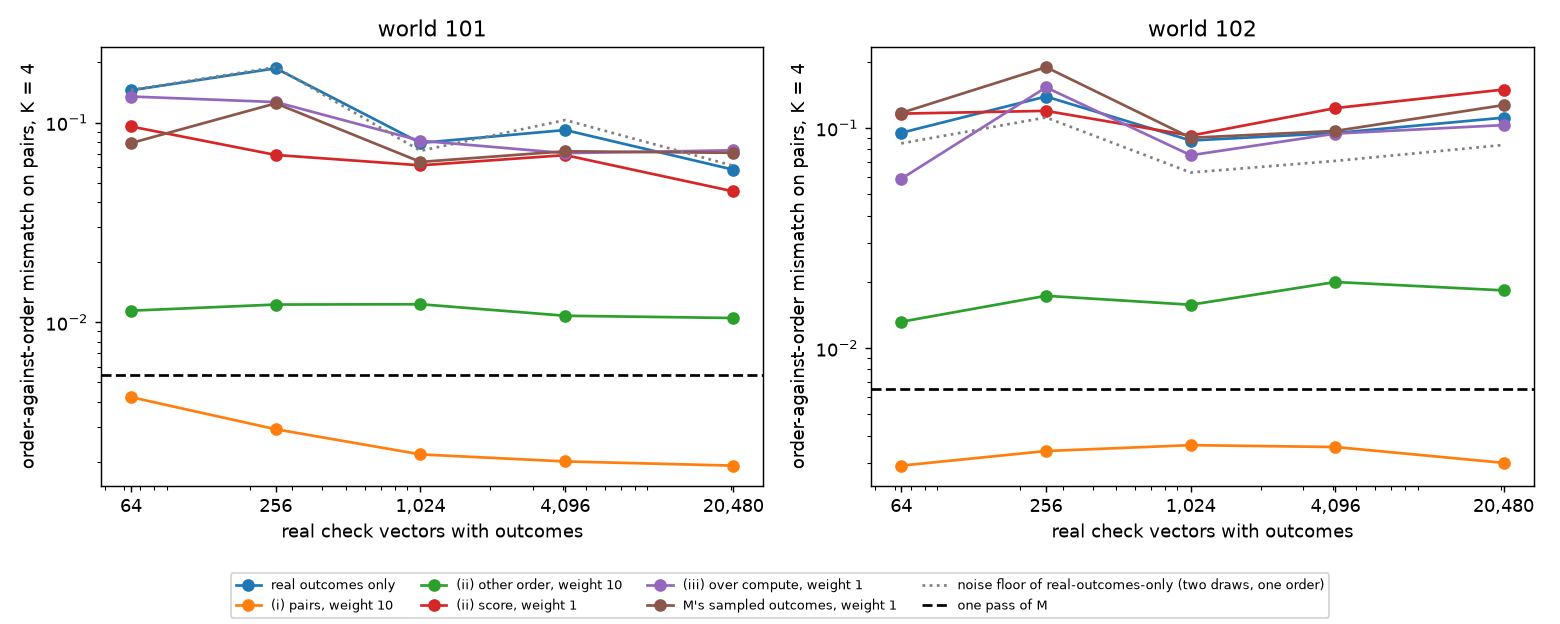 world 101
order-against-order mismatch on pairs, K = 4
10⁻¹
10⁻²
64
256
1,024
4,096
20,480
real check vectors with outcomes
world 102
order-against-order mismatch on pairs, K = 4
10⁻¹
10⁻²
64
256
1,024
4,096
20,480
real check vectors with outcomes
real outcomes only
(i) pairs, weight 10
(ii) other order, weight 10
(ii) score, weight 1
(iii) over compute, weight 1
M's sampled outcomes, weight 1
noise floor of real-outcomes-only (two draws, one order)
one pass of M